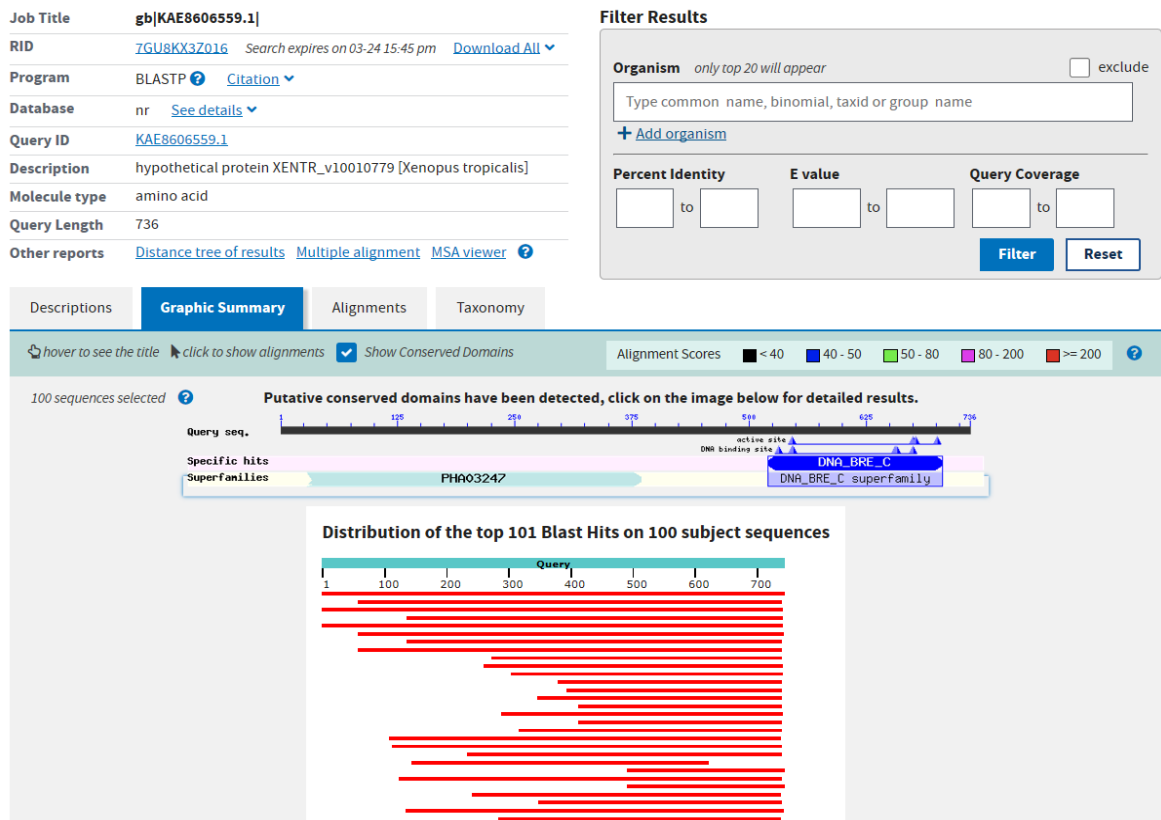 Job Title gb|KAE8606559.1|
RID 7GU8KX3Z016 Search expires on 03-24 15:45 pm Download All
Program BLASTP ? Citation
Database nr See details
Query ID KAE8606559.1
Description hypothetical protein XENTR_v10010779 [Xenopus tropicalis]
Molecule type amino acid
Query Length 736
Other reports Distance tree of results Multiple alignment MSA viewer ?
Filter Results
Organism only top 20 will appear exclude
Type common name, binomial, taxid or group name
+ Add organism
Percent Identity E value Query Coverage
to to to
Filter Reset
Descriptions Graphic Summary Alignments Taxonomy
hover to see the title click to show alignments Show Conserved Domains Alignment Scores < 40 40 - 50 50 - 80 80 - 200 >= 200 ?
100 sequences selected ? Putative conserved domains have been detected, click on the image below for detailed results.
1 125 250 375 500 625 736
Query seq.
active site
DNA binding site
Specific hits DNA_BRE_C
Superfamilies PHA03247 DNA_BRE_C superfamily
Distribution of the top 101 Blast Hits on 100 subject sequences
Query
1 100 200 300 400 500 600 700